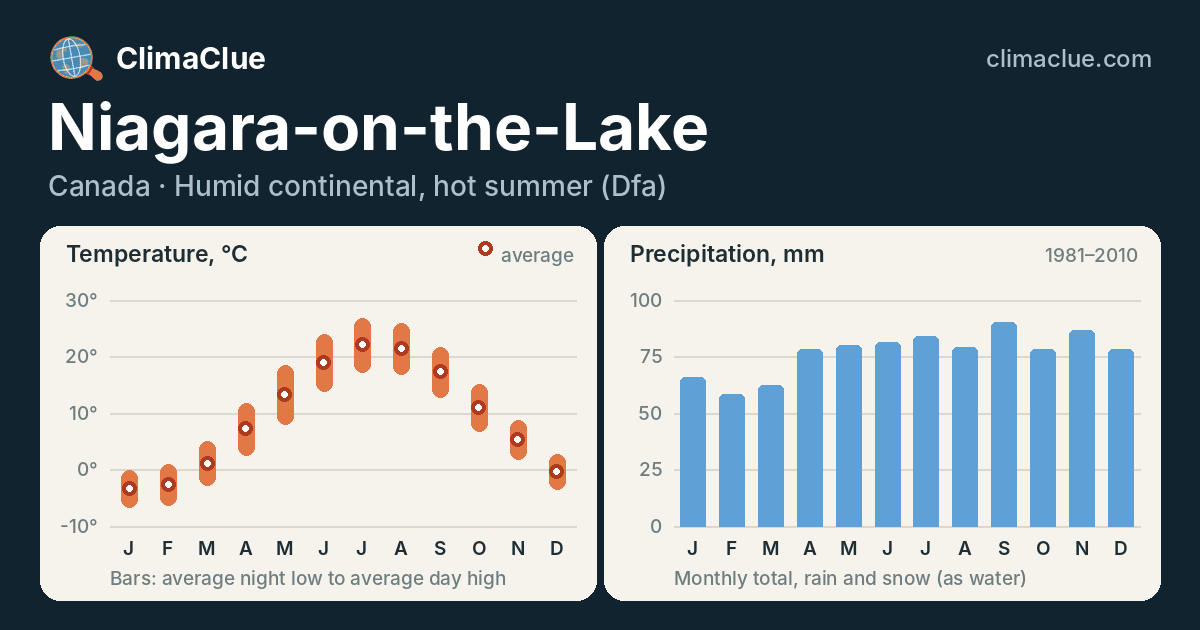 ClimaClue
climaclue.com
Niagara-on-the-Lake
Canada · Humid continental, hot summer (Dfa)
Temperature, °C
average
30°
20°
10°
0°
-10°
J F M A M J J A S O N D
Bars: average night low to average day high
Precipitation, mm
1981–2010
100
75
50
25
0
J F M A M J J A S O N D
Monthly total, rain and snow (as water)